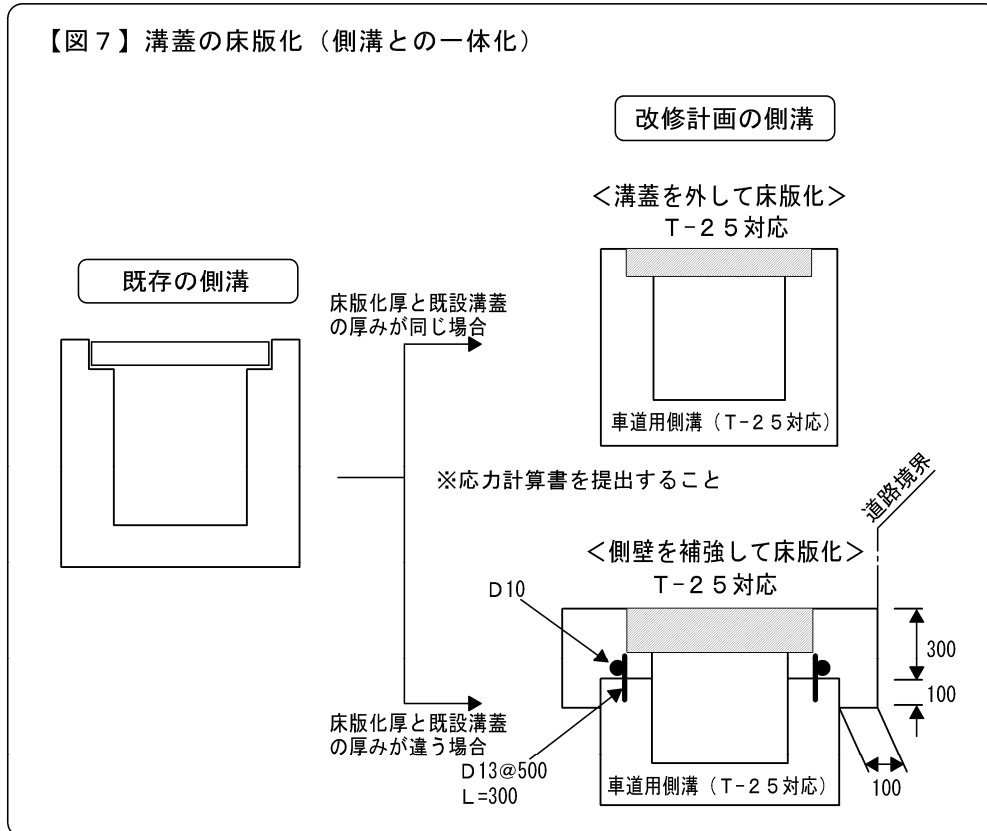 【図７】溝蓋の床版化（側溝との一体化）
改修計画の側溝
＜溝蓋を外して床版化＞
Ｔ-２５対応
既存の側溝
床版化厚と既設溝蓋
の厚みが同じ場合
車道用側溝（Ｔ-２５対応）
※応力計算書を提出すること
道路境界
＜側壁を補強して床版化＞
Ｔ-２５対応
D10
300
100
床版化厚と既設溝蓋
の厚みが違う場合
D13@500
L=300
車道用側溝（Ｔ-２５対応）
100